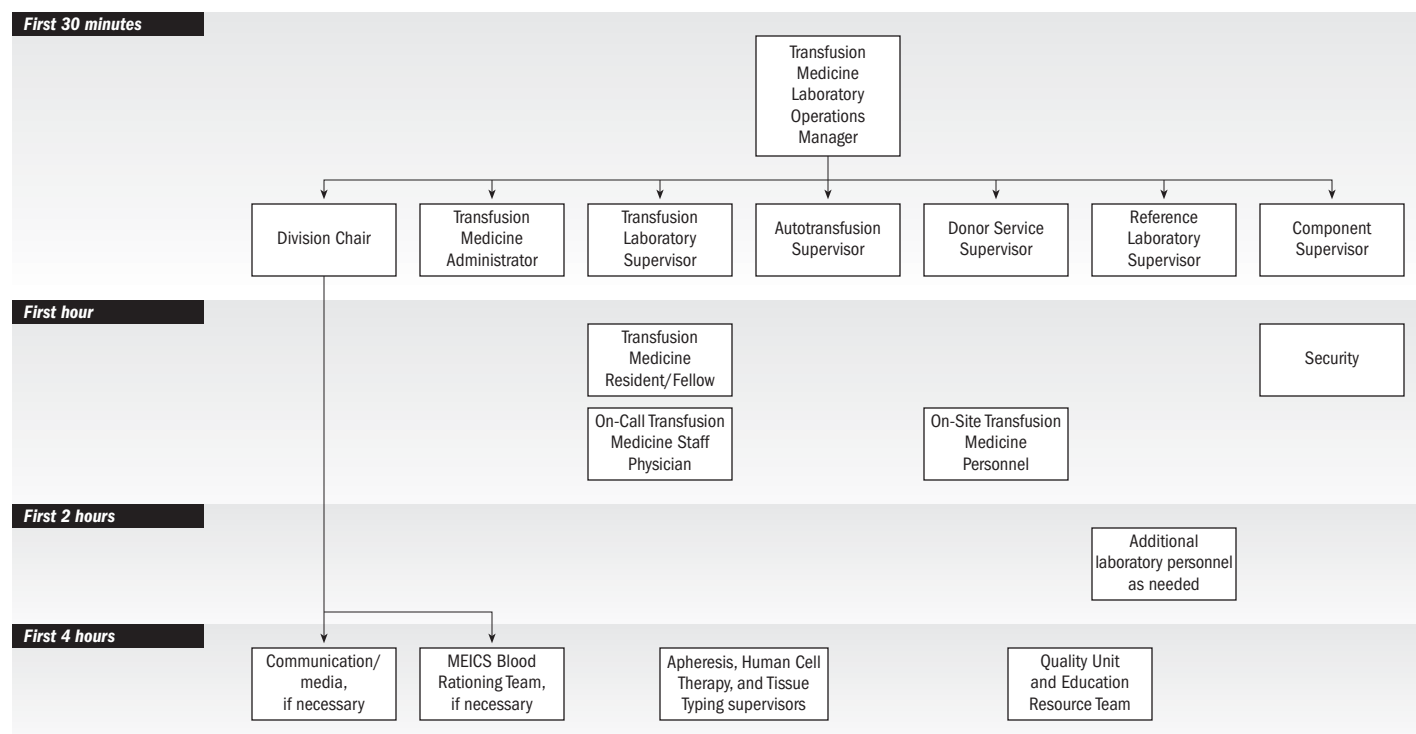 First 30 minutes
Transfusion
Medicine
Laboratory
Operations
Manager
Division Chair
Transfusion
Medicine
Administrator
Transfusion
Laboratory
Supervisor
Autotransfusion
Supervisor
Donor Service
Supervisor
Reference
Laboratory
Supervisor
Component
Supervisor
First hour
Transfusion
Medicine
Resident/Fellow
Security
On-Call Transfusion
Medicine Staff
Physician
On-Site Transfusion
Medicine
Personnel
First 2 hours
Additional
laboratory personnel
as needed
First 4 hours
Communication/
media,
if necessary
MEICS Blood
Rationing Team,
if necessary
Apheresis, Human Cell
Therapy, and Tissue
Typing supervisors
Quality Unit
and Education
Resource Team